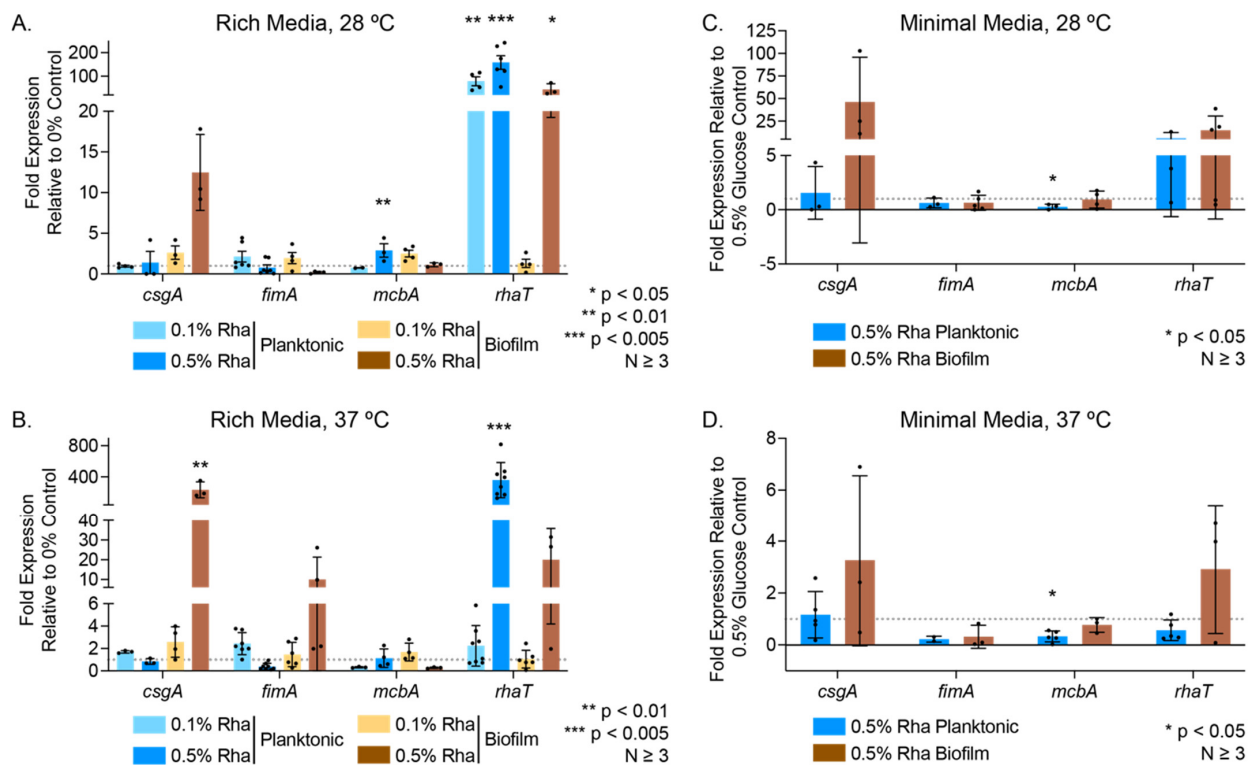 A.
Rich Media, 28 ºC
Fold Expression
Relative to 0% Control
200
100
20
15
10
5
0
** *** *
**
csgA fimA mcbA rhaT
* p < 0.05
** p < 0.01
*** p < 0.005
N ≥ 3
0.1% Rha
0.5% Rha
Planktonic
0.1% Rha
0.5% Rha
Biofilm
C.
Minimal Media, 28 ºC
Fold Expression Relative to
0.5% Glucose Control
125
100
75
50
25
5
0
-5
*
csgA fimA mcbA rhaT
0.5% Rha Planktonic
0.5% Rha Biofilm
* p < 0.05
N ≥ 3
B.
Rich Media, 37 ºC
Fold Expression
Relative to 0% Control
800
400
40
30
20
10
6
4
2
0
** ***
csgA fimA mcbA rhaT
** p < 0.01
*** p < 0.005
N ≥ 3
0.1% Rha
0.5% Rha
Planktonic
0.1% Rha
0.5% Rha
Biofilm
D.
Minimal Media, 37 ºC
Fold Expression Relative to
0.5% Glucose Control
8
6
4
2
0
*
csgA fimA mcbA rhaT
0.5% Rha Planktonic
0.5% Rha Biofilm
* p < 0.05
N ≥ 3